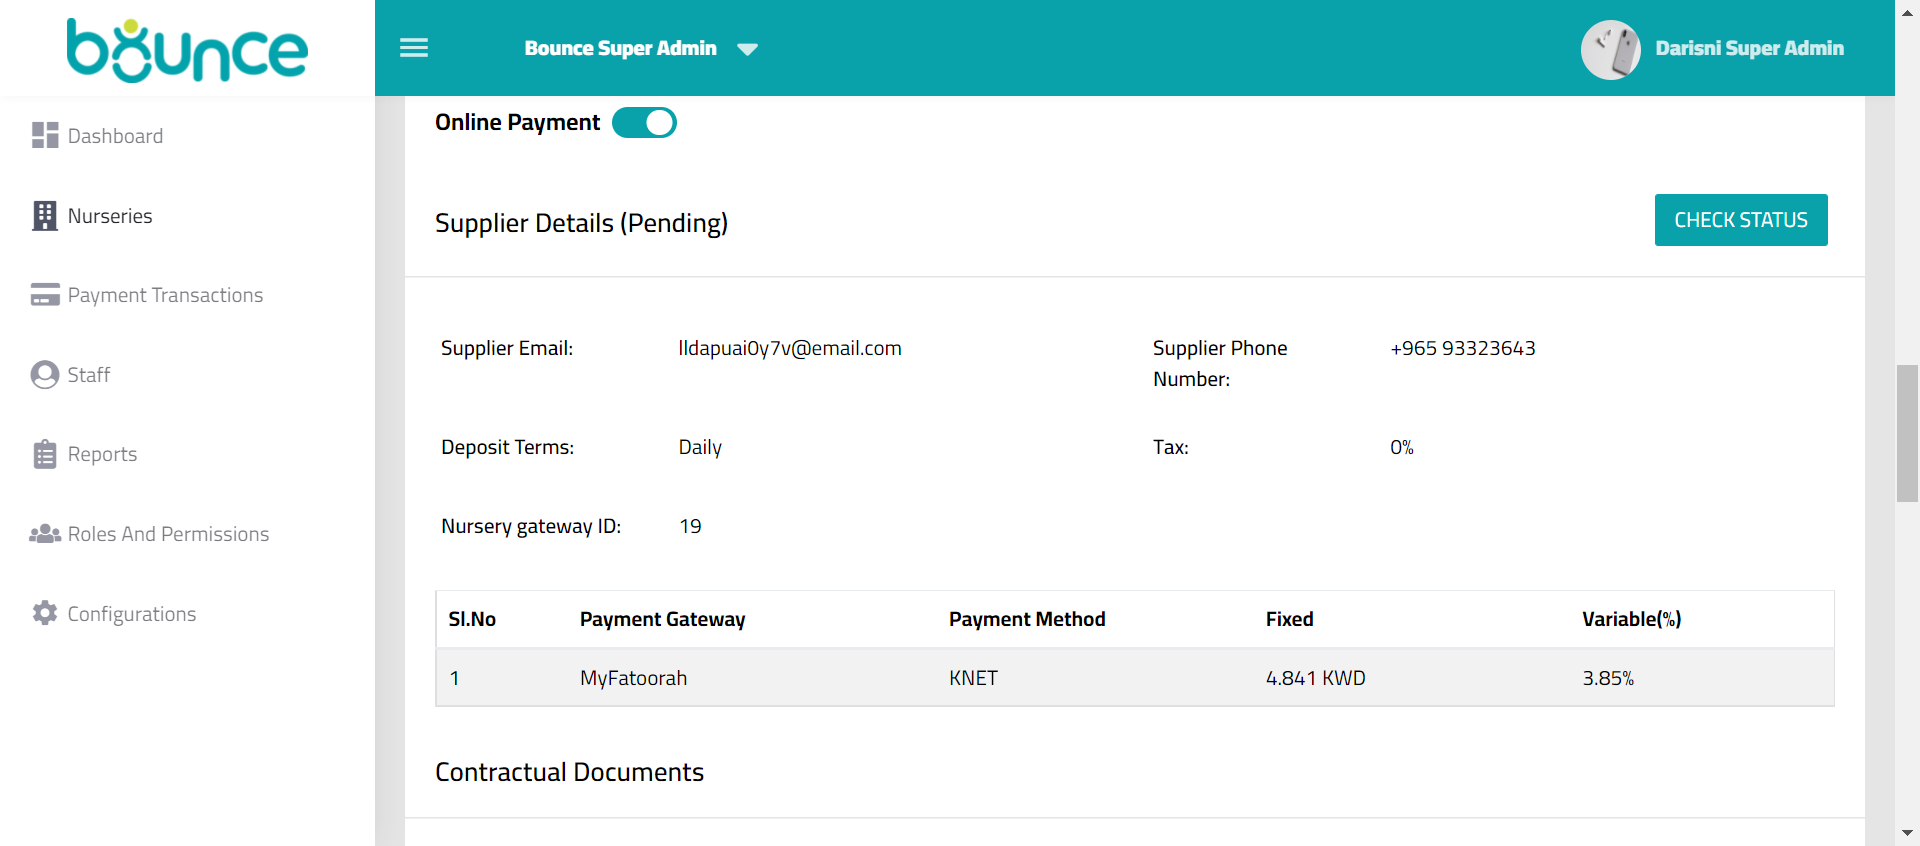 bounce
Bounce Super Admin
Darisni Super Admin
Dashboard
Nurseries
Payment Transactions
Staff
Reports
Roles And Permissions
Configurations
Online Payment
Supplier Details (Pending)
CHECK STATUS
Supplier Email: lldapuai0y7v@email.com
Supplier Phone Number: +965 93323643
Deposit Terms: Daily
Tax: 0%
Nursery gateway ID: 19
Sl.No Payment Gateway Payment Method Fixed Variable(%)
1 MyFatoorah KNET 4.841 KWD 3.85%
Contractual Documents